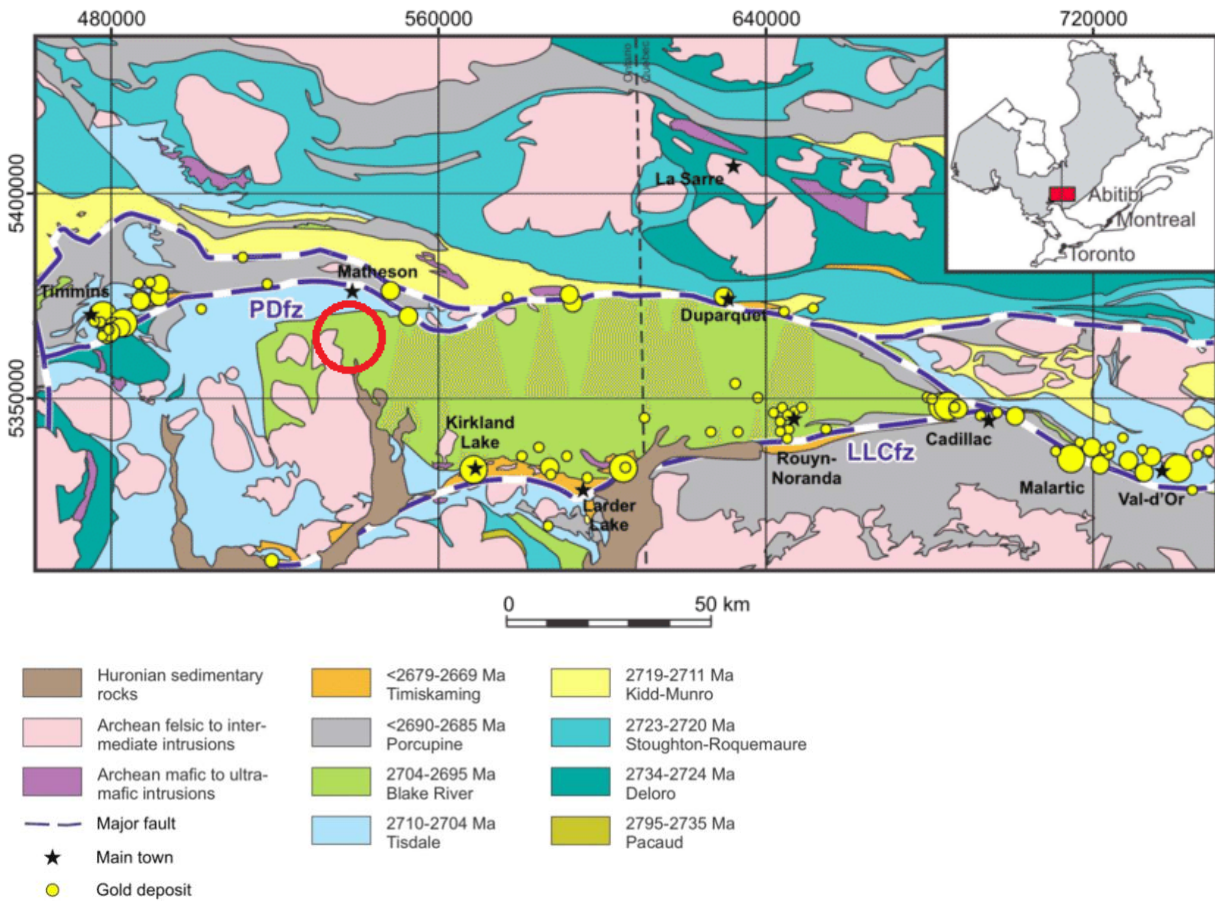 480000
560000
640000
720000
Ontario
Québec
5400000
5350000
La Sarre
Abitibi
Montreal
Toronto
Matheson
Timmins
PDfz
Duparquet
Kirkland
Lake
Cadillac
LLCfz
Rouyn-
Noranda
Larder
Lake
Malartic
Val-d'Or
0
50 km
Huronian sedimentary
rocks
Archean felsic to inter-
mediate intrusions
Archean mafic to ultra-
mafic intrusions
Major fault
Main town
Gold deposit
<2679-2669 Ma
Timiskaming
<2690-2685 Ma
Porcupine
2704-2695 Ma
Blake River
2710-2704 Ma
Tisdale
2719-2711 Ma
Kidd-Munro
2723-2720 Ma
Stoughton-Roquemaure
2734-2724 Ma
Deloro
2795-2735 Ma
Pacaud